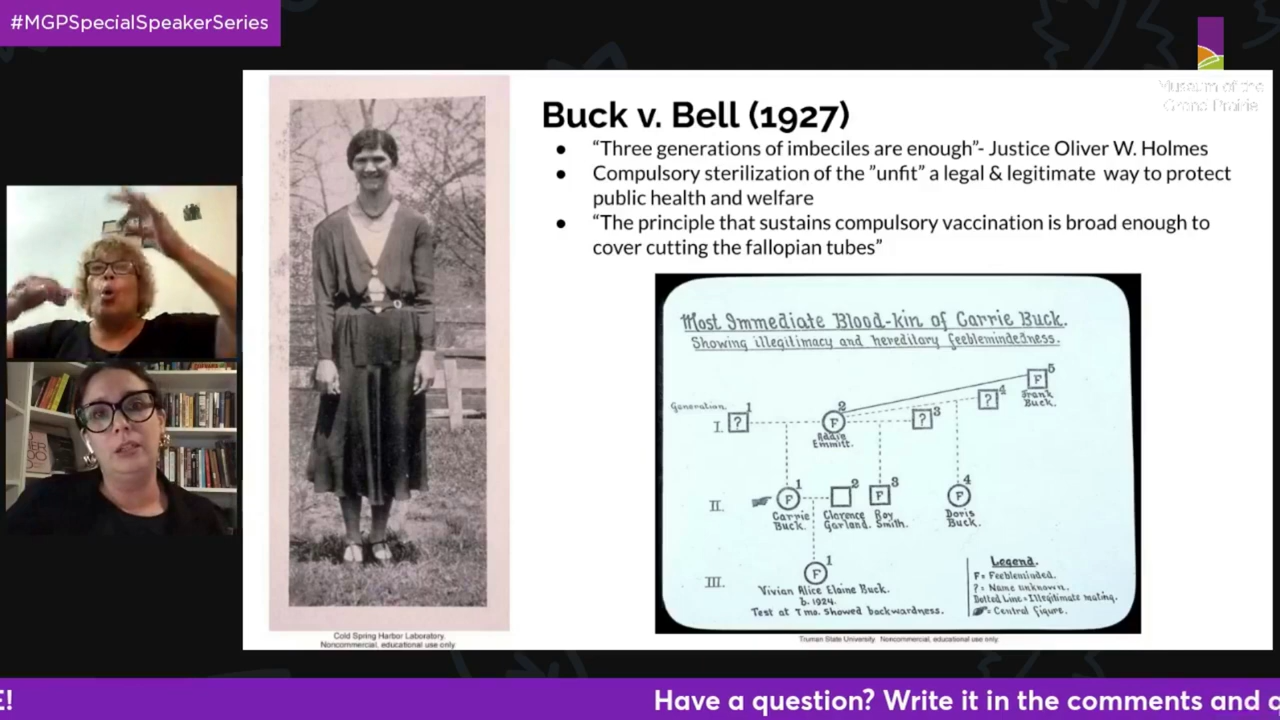 #MGPSpecialSpeakerSeries
Museum of the
Grand Prairie
Buck v. Bell (1927)
● “Three generations of imbeciles are enough”- Justice Oliver W. Holmes
● Compulsory sterilization of the ”unfit” a legal & legitimate way to protect
public health and welfare
● “The principle that sustains compulsory vaccination is broad enough to
cover cutting the fallopian tubes”
Most Immediate Blood-kin of Carrie Buck.
Showing illegitimacy and hereditary feeblemindedness.
Generation.
I.
1
?
2
F
Addie
Emmitt.
?
3
?
4
F
5
Frank
Buck.
II.
1
F
Carrie
Buck.
2
Clarence
Garland.
3
F
Roy
Smith.
4
F
Doris
Buck.
III.
1
F
Vivian Alice Elaine Buck.
b. 1924.
Test at 7 mo. showed backwardness.
Legend.
F = Feebleminded.
? = Name unknown.
Dotted Line = Illegitimate mating.
= Central figure.
Cold Spring Harbor Laboratory.
Noncommercial, educational use only.
Truman State University. Noncommercial, educational use only.
E!
Have a question? Write it in the comments and